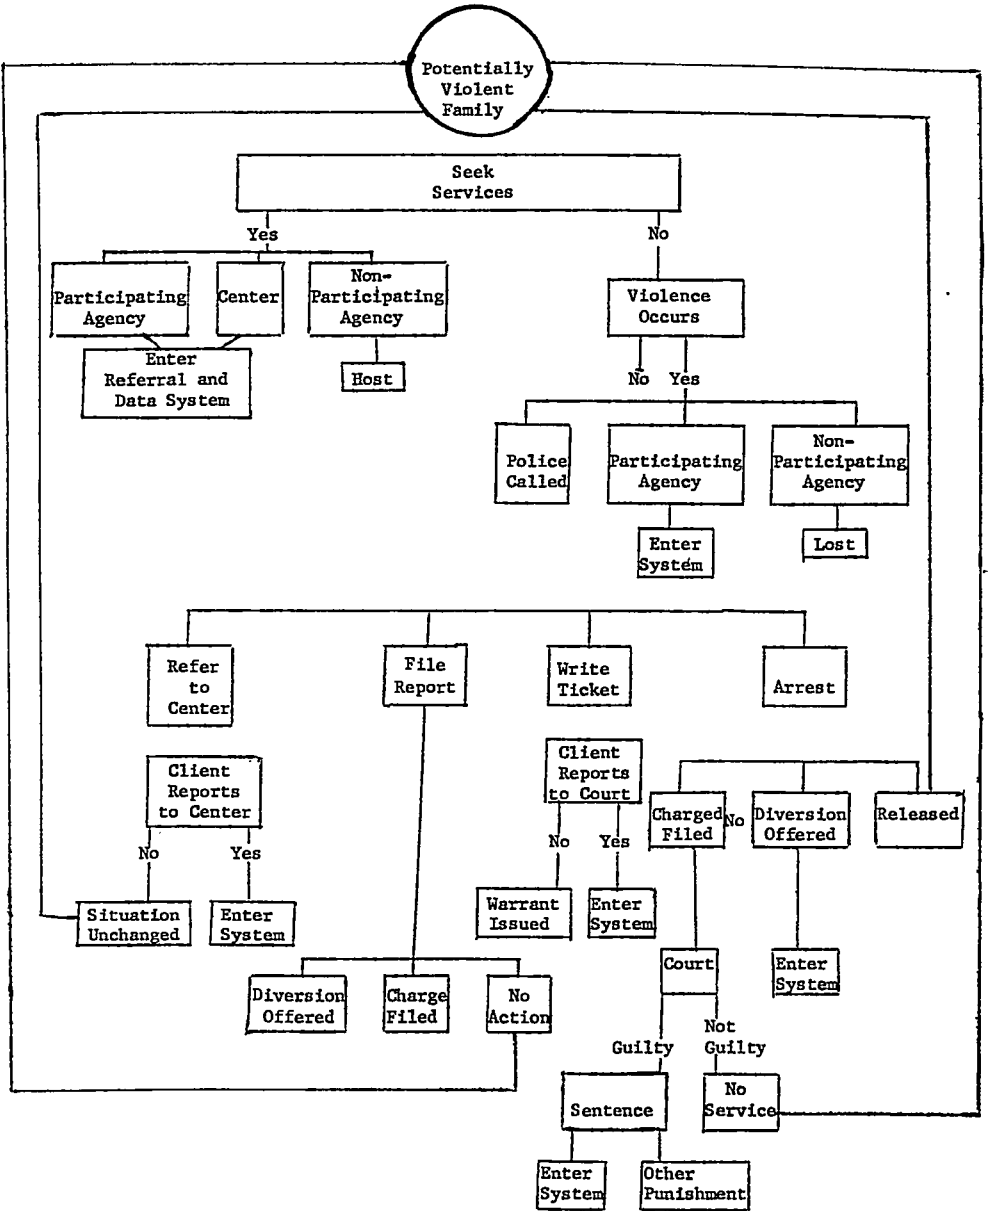 Potentially
Violent
Family
Seek
Services
Yes
No
Participating
Agency
Center
Non-
Participating
Agency
Violence
Occurs
Enter
Referral and
Data System
Host
No
Yes
Police
Called
Participating
Agency
Non-
Participating
Agency
Enter
System
Lost
Refer
to
Center
File
Report
Write
Ticket
Arrest
Client
Reports
to Center
Client
Reports
to Court
Charged
Filed
No
Diversion
Offered
Released
No
Yes
No
Yes
Situation
Unchanged
Enter
System
Warrant
Issued
Enter
System
Court
Enter
System
Diversion
Offered
Charge
Filed
No
Action
Guilty
Not
Guilty
Sentence
No
Service
Enter
System
Other
Punishment